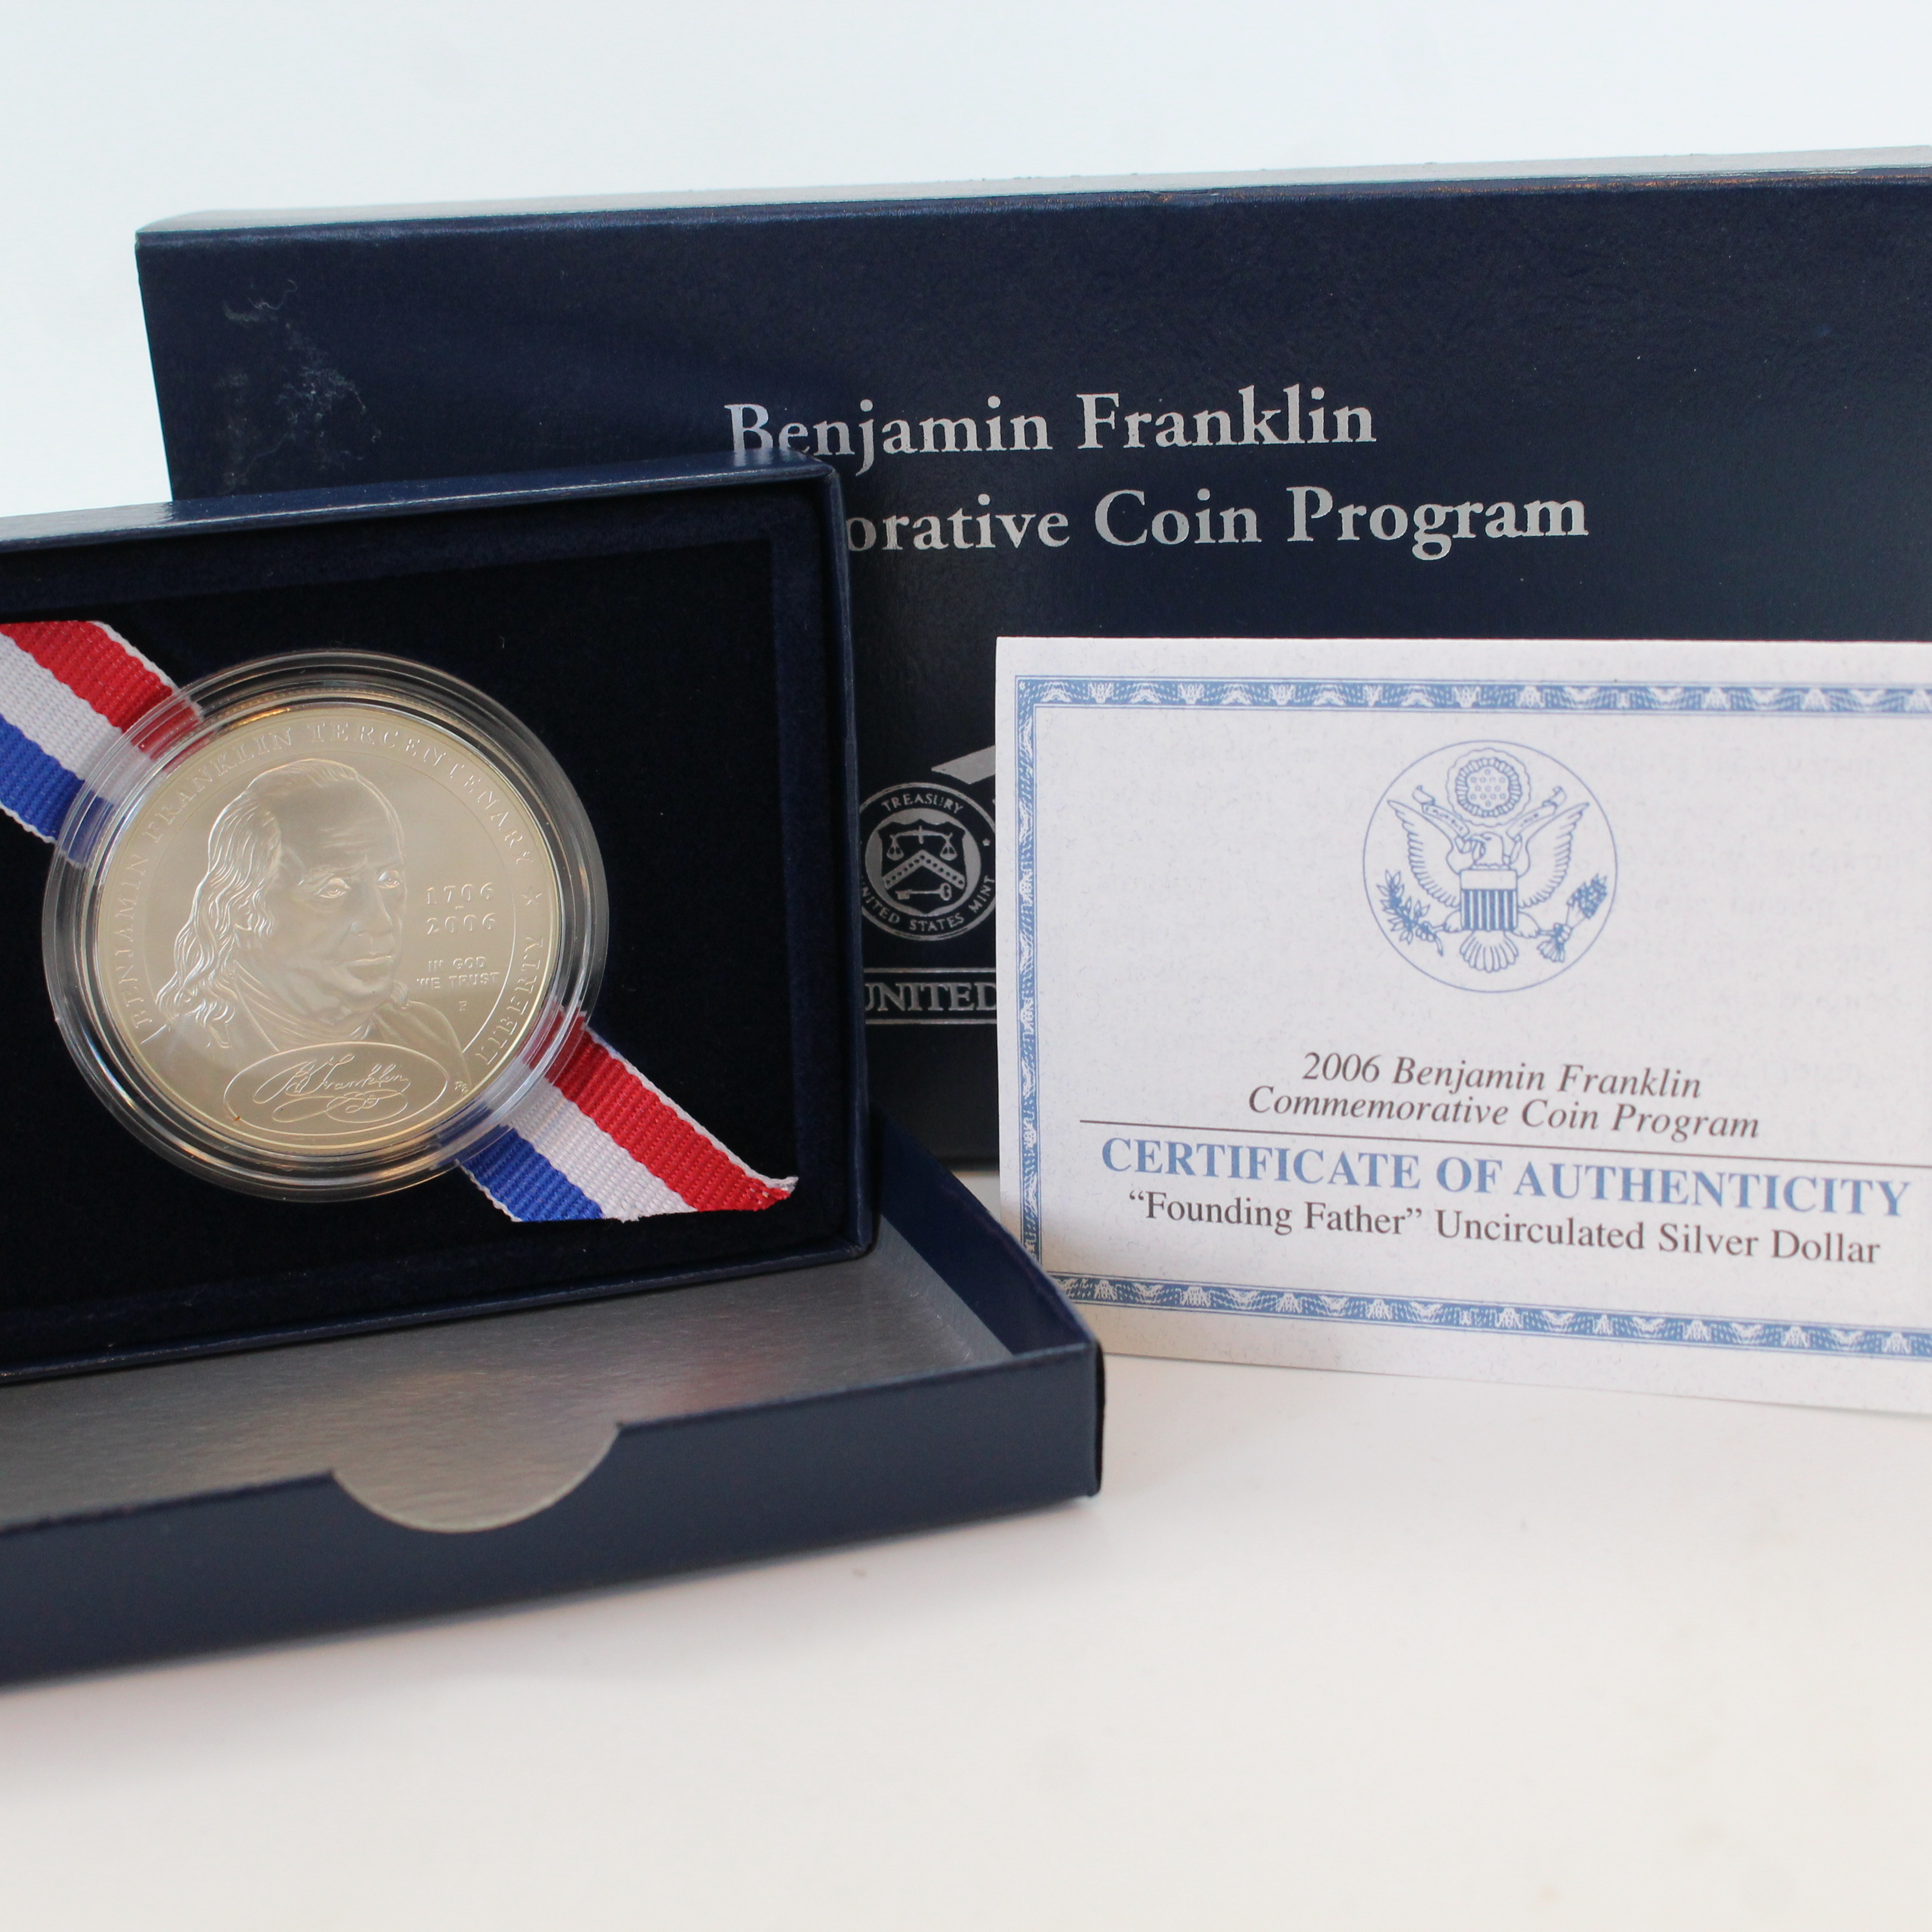 Benjamin Franklin
orative Coin Program
TREASURY
UNITED STATES MINT
UNITED
BENJAMIN FRANKLIN TERCENTENARY
LIBERTY
1706
2006
IN GOD
WE TRUST
P
B Franklin
2006 Benjamin Franklin
Commemorative Coin Program
CERTIFICATE OF AUTHENTICITY
“Founding Father” Uncirculated Silver Dollar